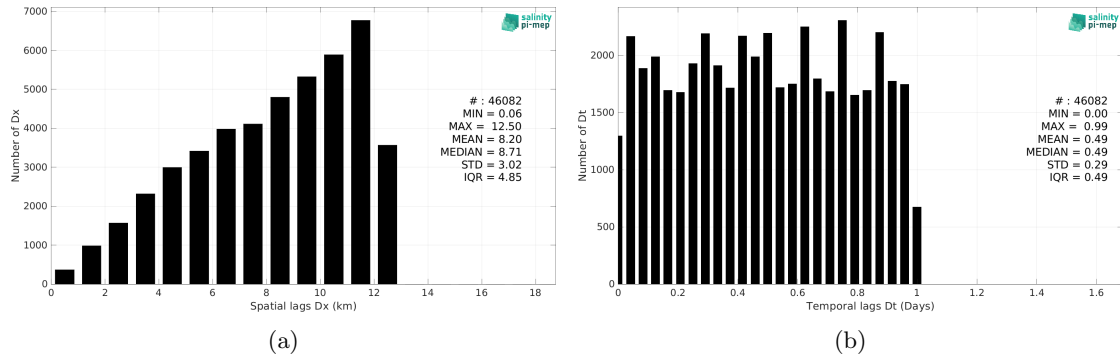 7000
6000
5000
4000
3000
2000
1000
0
Number of Dx
salinity
pi-mep
# : 46082
MIN = 0.06
MAX = 12.50
MEAN = 8.20
MEDIAN = 8.71
STD = 3.02
IQR = 4.85
0 2 4 6 8 10 12 14 16 18
Spatial lags Dx (km)
(a)
2000
1500
1000
500
0
Number of Dt
salinity
pi-mep
# : 46082
MIN = 0.00
MAX = 0.99
MEAN = 0.49
MEDIAN = 0.49
STD = 0.29
IQR = 0.49
0 0.2 0.4 0.6 0.8 1 1.2 1.4 1.6
Temporal lags Dt (Days)
(b)